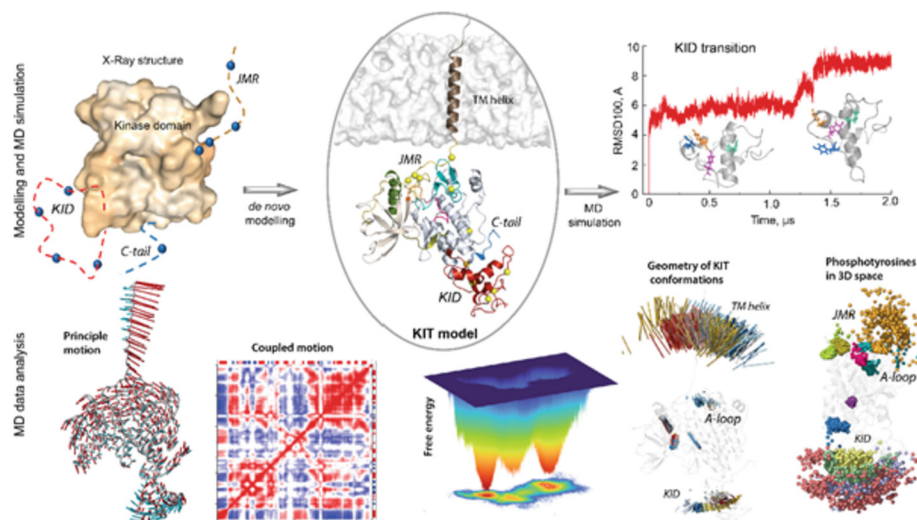 Modelling and MD simulation
X-Ray structure
JMR
Kinase domain
KID
C-tail
de novo
modelling
TM helix
JMR
C-tail
KID
KIT model
MD
simulation
KID transition
RMSD100, A
10
8
6
4
2
0
0
0.5
1.0
1.5
2.0
Time, µs
MD data analysis
Principle
motion
Coupled motion
Free energy
Geometry of KIT
conformations
TM helix
A-loop
KID
Phosphotyrosines
in 3D space
JMR
A-loop
KID